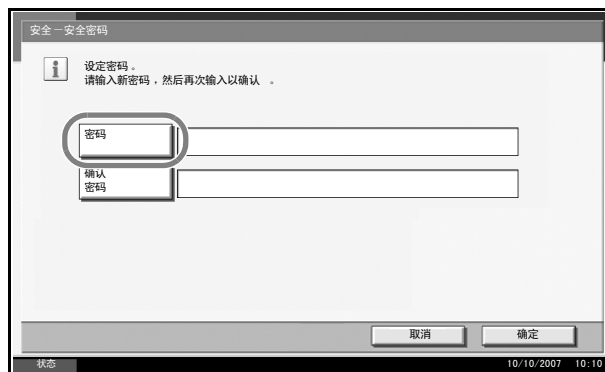 安全－安全密码
设定密码 。
请输入新密码，然后再次输入以确认 。
密码
确认
密码
取消
确定
状态
10/10/2007 10:10